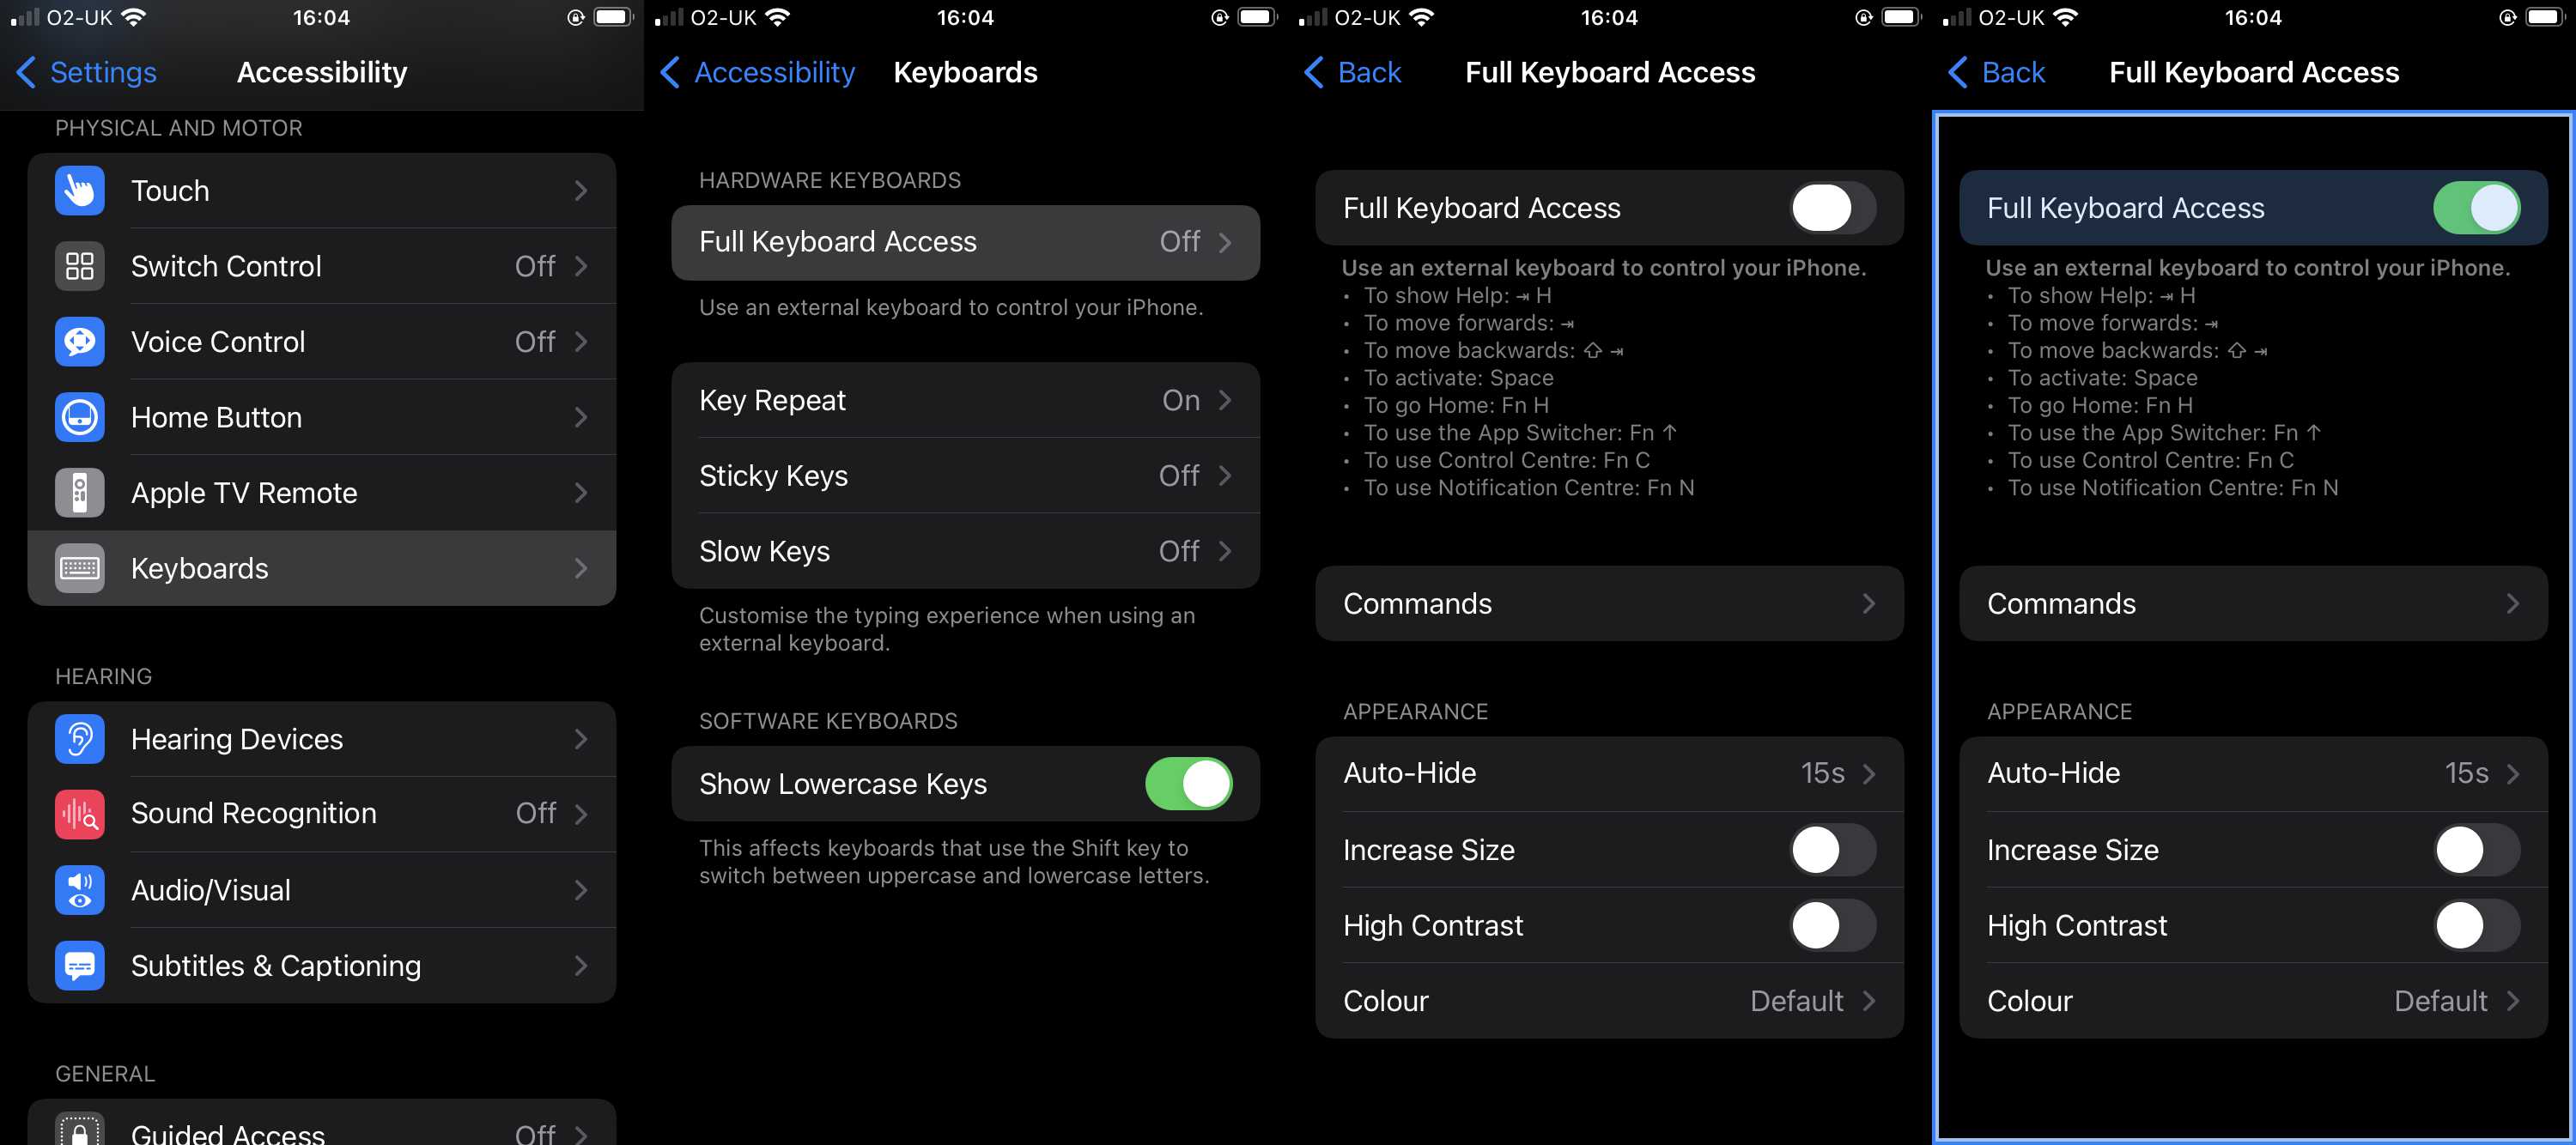 O2-UK 16:04
Settings Accessibility
PHYSICAL AND MOTOR
Touch
Switch Control Off
Voice Control Off
Home Button
Apple TV Remote
Keyboards
HEARING
Hearing Devices
Sound Recognition Off
Audio/Visual
Subtitles & Captioning
GENERAL
Guided Access Off
O2-UK 16:04
Accessibility Keyboards
HARDWARE KEYBOARDS
Full Keyboard Access Off
Use an external keyboard to control your iPhone.
Key Repeat On
Sticky Keys Off
Slow Keys Off
Customise the typing experience when using an
external keyboard.
SOFTWARE KEYBOARDS
Show Lowercase Keys
This affects keyboards that use the Shift key to
switch between uppercase and lowercase letters.
O2-UK 16:04
Back Full Keyboard Access
Full Keyboard Access
Use an external keyboard to control your iPhone.
• To show Help: ⇥ H
• To move forwards: ⇥
• To move backwards: ⇧ ⇥
• To activate: Space
• To go Home: Fn H
• To use the App Switcher: Fn ↑
• To use Control Centre: Fn C
• To use Notification Centre: Fn N
Commands
APPEARANCE
Auto-Hide 15s
Increase Size
High Contrast
Colour Default
O2-UK 16:04
Back Full Keyboard Access
Full Keyboard Access
Use an external keyboard to control your iPhone.
• To show Help: ⇥ H
• To move forwards: ⇥
• To move backwards: ⇧ ⇥
• To activate: Space
• To go Home: Fn H
• To use the App Switcher: Fn ↑
• To use Control Centre: Fn C
• To use Notification Centre: Fn N
Commands
APPEARANCE
Auto-Hide 15s
Increase Size
High Contrast
Colour Default